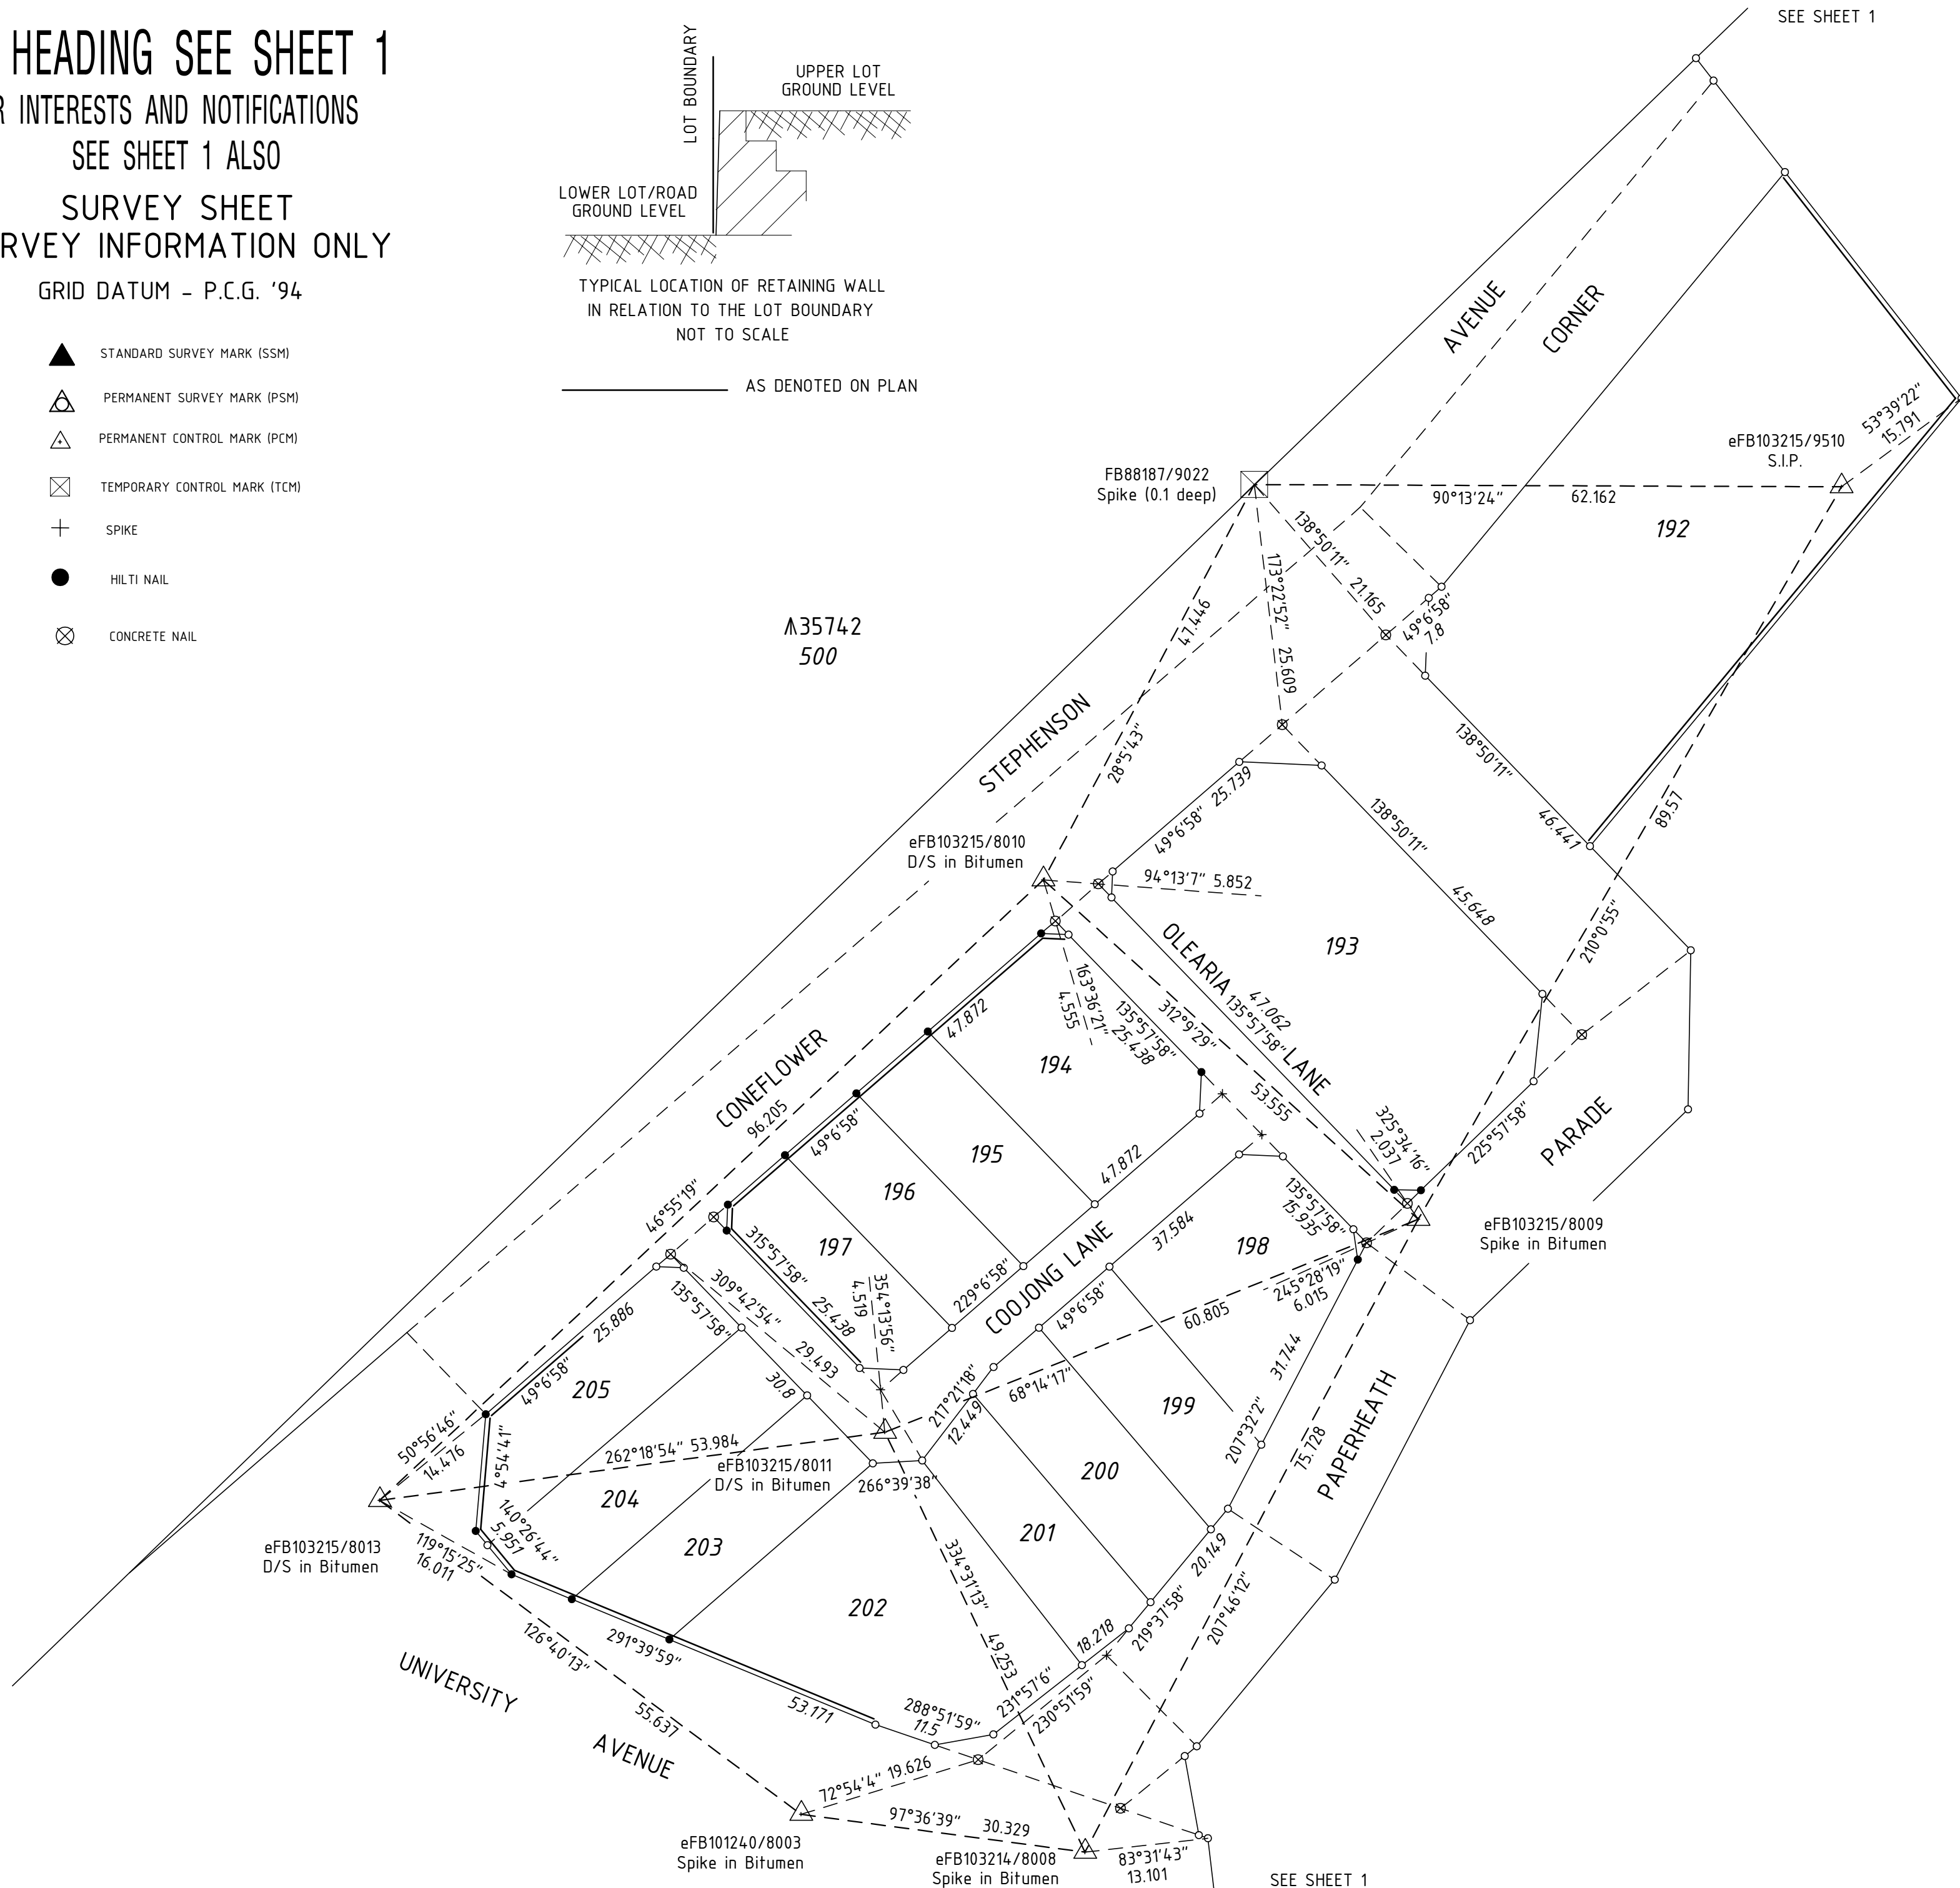 HEADING SEE SHEET 1
R INTERESTS AND NOTIFICATIONS
SEE SHEET 1 ALSO
SURVEY SHEET
RVEY INFORMATION ONLY
GRID DATUM - P.C.G. '94
STANDARD SURVEY MARK (SSM)
PERMANENT SURVEY MARK (PSM)
PERMANENT CONTROL MARK (PCM)
TEMPORARY CONTROL MARK (TCM)
SPIKE
HILTI NAIL
CONCRETE NAIL
LOT BOUNDARY
UPPER LOT
GROUND LEVEL
LOWER LOT/ROAD
GROUND LEVEL
TYPICAL LOCATION OF RETAINING WALL
IN RELATION TO THE LOT BOUNDARY
NOT TO SCALE
AS DENOTED ON PLAN
SEE SHEET 1
AVENUE
CORNER
53°39'22"
15.791
eFB103215/9510
S.I.P.
FB88187/9022
Spike (0.1 deep)
90°13'24" 62.162
192
138°50'11" 21.165
173°22'52" 25.609
49°6'58"
7.8
47.446
28°5'43"
35742
500
STEPHENSON
138°50'11"
46.441
89.57
210°0'55"
49°6'58" 25.739
138°50'11"
45.648
eFB103215/8010
D/S in Bitumen
94°13'7" 5.852
193
OLEARIA LANE
47.062
135°57'58"
163°36'21"
4.555
135°57'58"
25.438
312°9'29"
53.555
47.872
194
CONEFLOWER
96.205
49°6'58"
195
196
47.872
325°34'16"
2.037
225°57'58"
PARADE
46°55'19"
135°57'58"
15.935
eFB103215/8009
Spike in Bitumen
197
315°57'58"
25.438
354°13'56"
4.519
229°6'58"
COOJONG LANE
37.584
198
245°28'19"
6.015
60.805
49°6'58"
309°42'54"
29.493
135°57'58"
25.886
49°6'58"
205
30.8
217°21'18"
12.449
68°14'17"
31.744
199
207°32'2"
75.728
PAPERHEATH
50°56'46"
14.476
4°54'41"
262°18'54" 53.984
eFB103215/8011
D/S in Bitumen
266°39'38"
200
204
140°26'44"
5.951
eFB103215/8013
D/S in Bitumen
119°15'25"
16.011
203
201
334°31'13"
49.253
20.149
219°37'58"
207°46'12"
202
126°40'13"
55.637
291°39'59"
53.171
UNIVERSITY
AVENUE
18.218
231°57'6"
230°51'59"
288°51'59"
11.5
72°54'4" 19.626
97°36'39" 30.329
eFB101240/8003
Spike in Bitumen
eFB103214/8008
Spike in Bitumen
83°31'43"
13.101
SEE SHEET 1